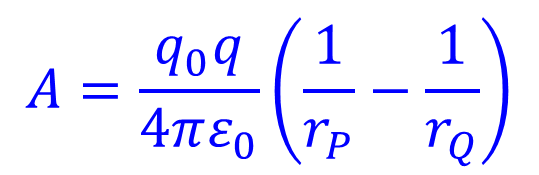 A = \frac{q_0 q}{4\pi\varepsilon_0} \left( \frac{1}{r_P} - \frac{1}{r_Q} \right)